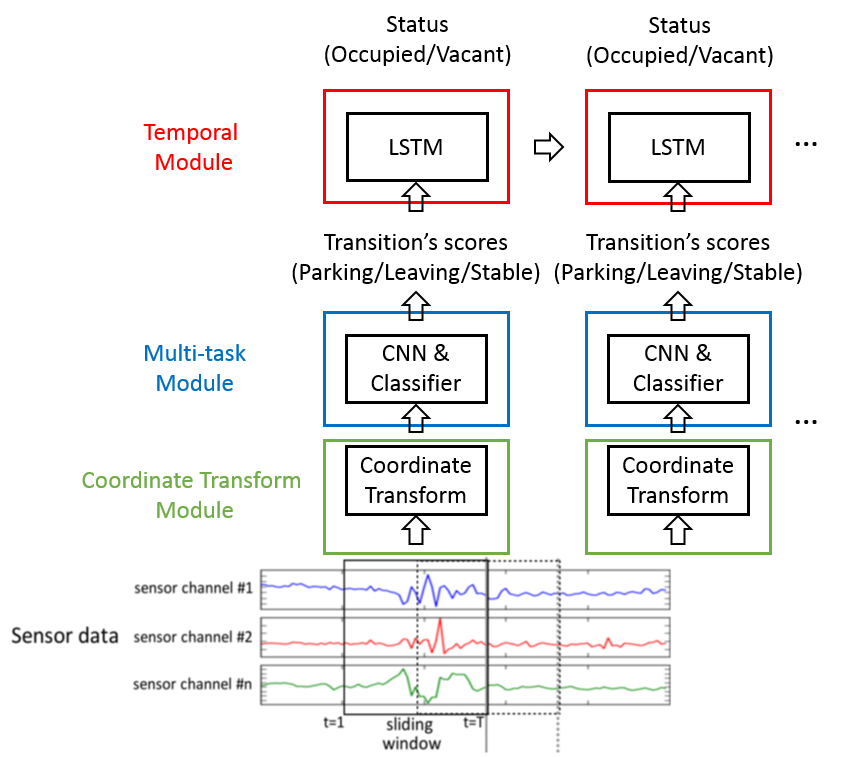 Status
(Occupied/Vacant)
Status
(Occupied/Vacant)
Temporal
Module
LSTM
LSTM
...
Transition's scores
(Parking/Leaving/Stable)
Transition's scores
(Parking/Leaving/Stable)
Multi-task
Module
CNN &
Classifier
CNN &
Classifier
...
Coordinate Transform
Module
Coordinate
Transform
Coordinate
Transform
Sensor data
sensor channel #1
sensor channel #2
sensor channel #n
t=1
sliding
window
t=T